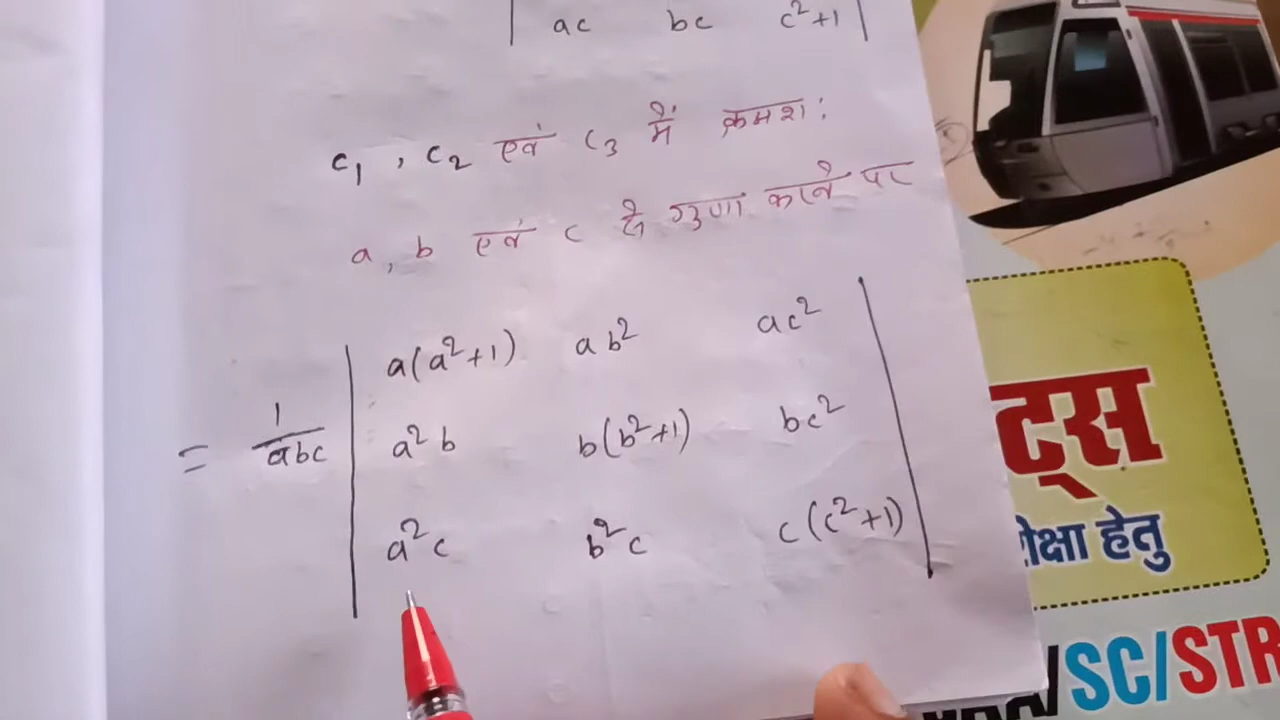 ac bc c²+1
c₁, c₂ एवं c₃ में क्रमश:
a, b एवं c से गुणा करने पर
a(a²+1) ab² ac²
= 1/abc a²b b(b²+1) bc²
a²c b²c c(c²+1)
ट्स
हेतु
/SC/STR